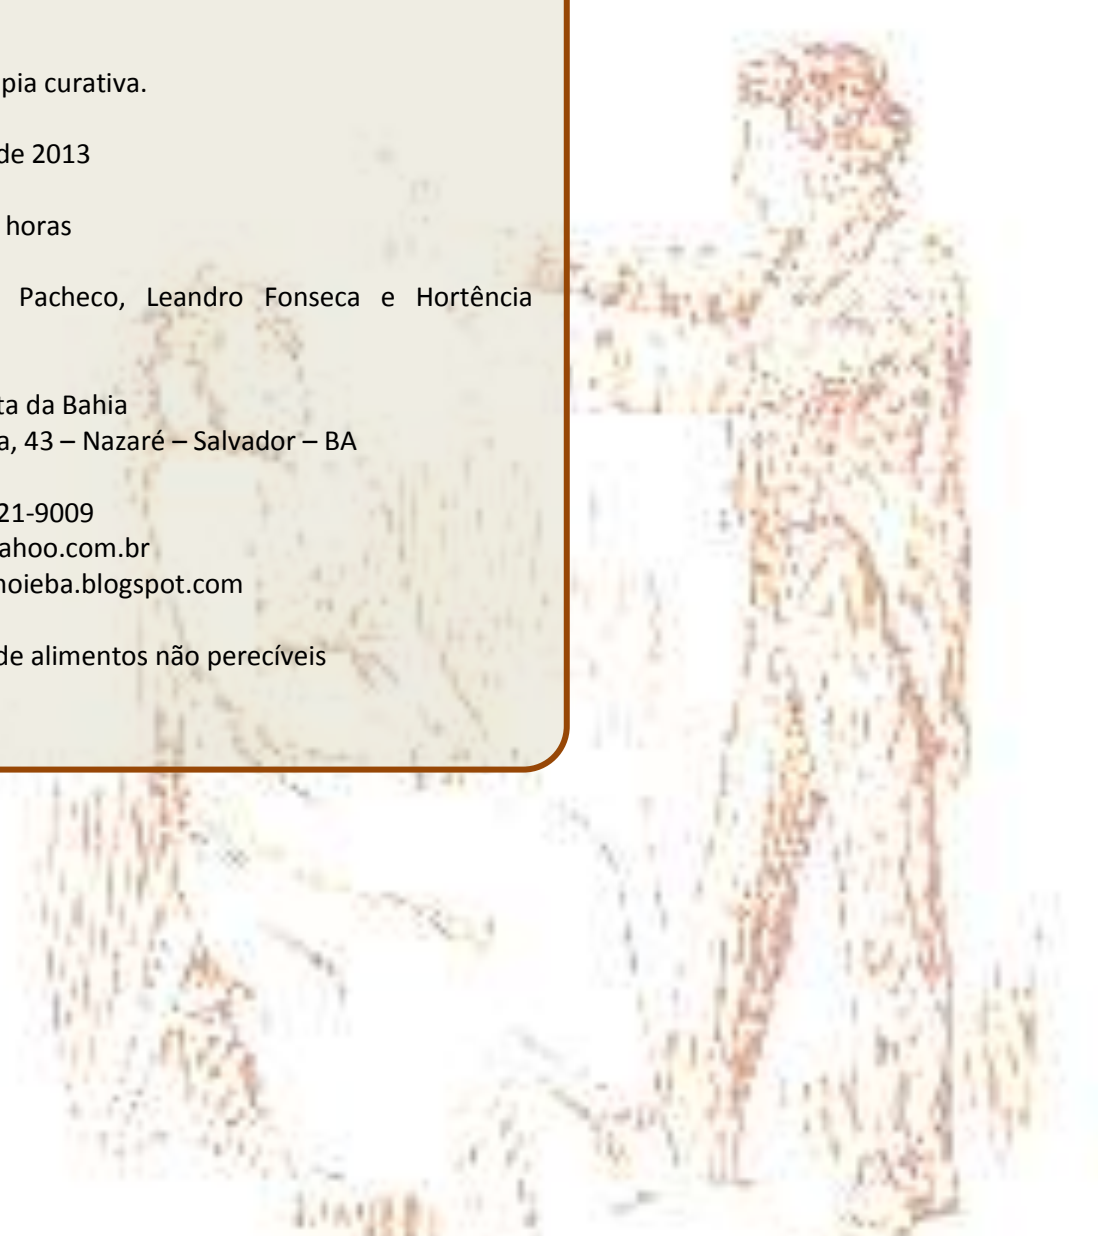 pia curativa.
de 2013
horas
Pacheco, Leandro Fonseca e Hortência
ta da Bahia
a, 43 – Nazaré – Salvador – BA
21-9009
ahoo.com.br
noieba.blogspot.com
de alimentos não perecíveis